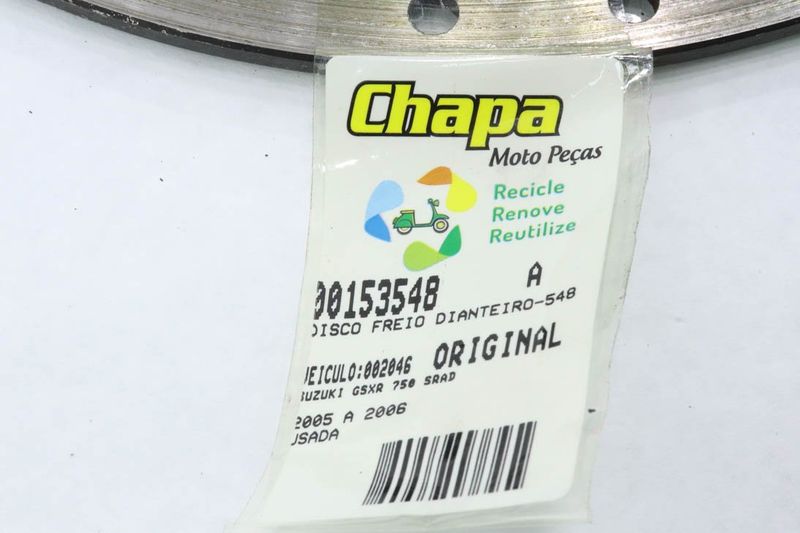 Chapa
Moto Peças
Recicle
Renove
Reutilize
00153548 A
DISCO FREIO DIANTEIRO-548
VEICULO:002046 ORIGINAL
SUZUKI GSXR 750 SRAD
2005 A 2006
USADA